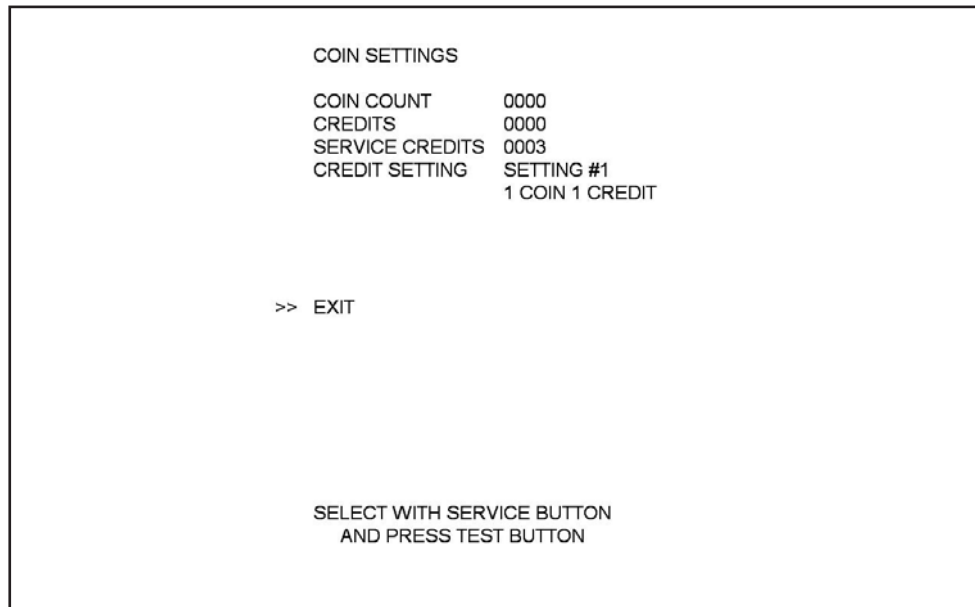 COIN SETTINGS
COIN COUNT 0000
CREDITS 0000
SERVICE CREDITS 0003
CREDIT SETTING SETTING #1
1 COIN 1 CREDIT
>> EXIT
SELECT WITH SERVICE BUTTON
AND PRESS TEST BUTTON